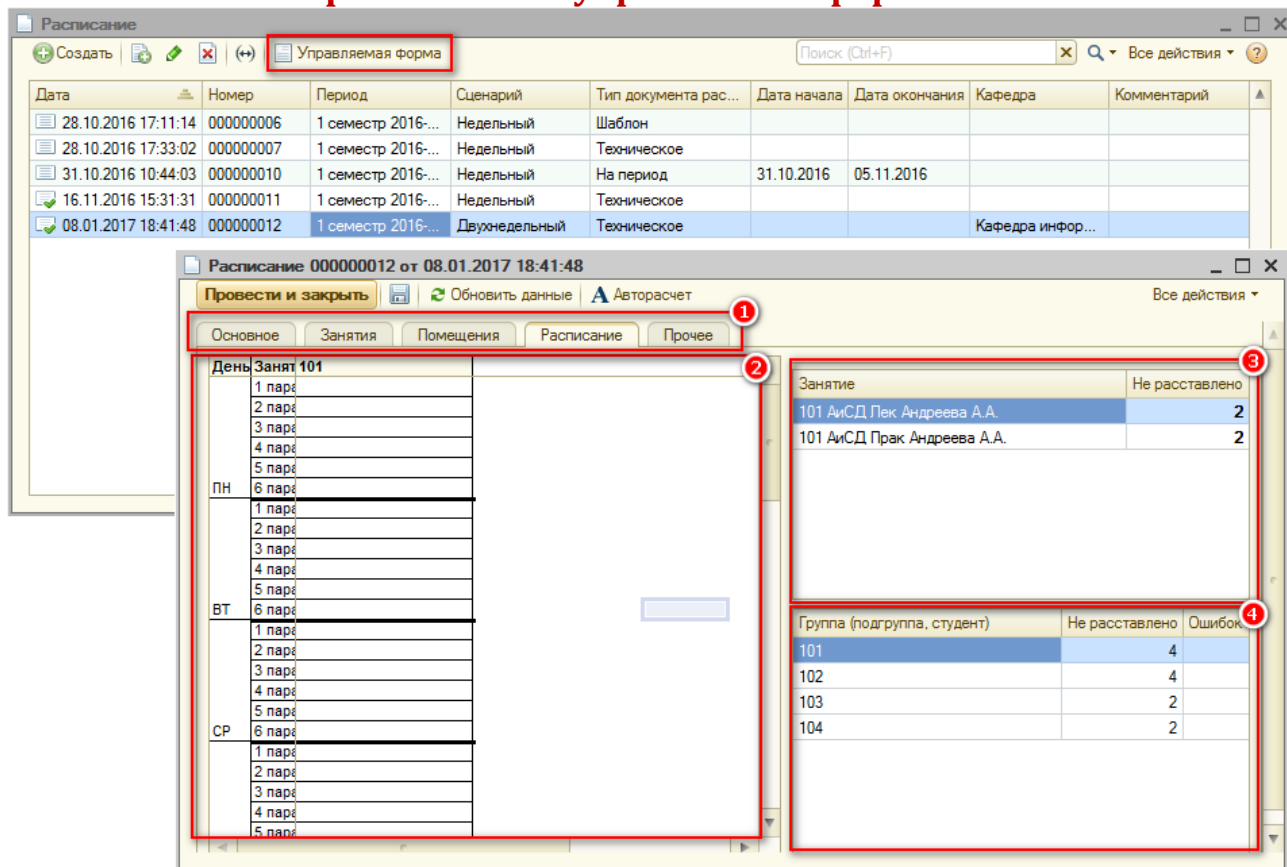 Расписание
Создать Управляемая форма Поиск (Ctrl+F) Все действия
Дата Номер Период Сценарий Тип документа рас... Дата начала Дата окончания Кафедра Комментарий
28.10.2016 17:11:14 000000006 1 семестр 2016-... Недельный Шаблон
28.10.2016 17:33:02 000000007 1 семестр 2016-... Недельный Техническое
31.10.2016 10:44:03 000000010 1 семестр 2016-... Недельный На период 31.10.2016 05.11.2016
16.11.2016 15:31:31 000000011 1 семестр 2016-... Недельный Техническое
08.01.2017 18:41:48 000000012 1 семестр 2016-... Двухнедельный Техническое Кафедра инфор...
Расписание 000000012 от 08.01.2017 18:41:48
Провести и закрыть Обновить данные А Авторасчет Все действия
1
Основное Занятия Помещения Расписание Прочее
2
День Занят 101
1 пара
2 пара
3 пара
4 пара
5 пара
ПН 6 пара
1 пара
2 пара
3 пара
4 пара
5 пара
ВТ 6 пара
1 пара
2 пара
3 пара
4 пара
5 пара
СР 6 пара
1 пара
2 пара
3 пара
4 пара
5 пара
3
Занятие Не расставлено
101 АиСД Лек Андреева А.А. 2
101 АиСД Прак Андреева А.А. 2
4
Группа (подгруппа, студент) Не расставлено Ошибок
101 4
102 4
103 2
104 2